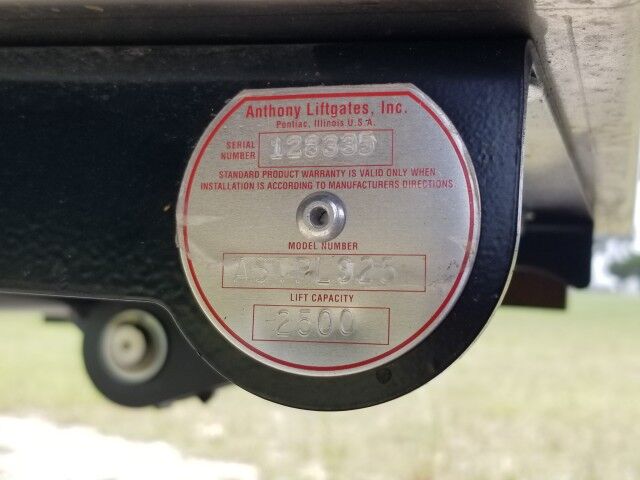 Anthony Liftgates, Inc.
Pontiac, Illinois U.S.A.
SERIAL NUMBER 128335
STANDARD PRODUCT WARRANTY IS VALID ONLY WHEN
INSTALLATION IS ACCORDING TO MANUFACTURERS DIRECTIONS
MODEL NUMBER
LIFT CAPACITY
2500